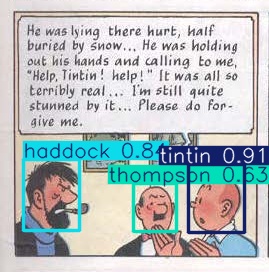 He was lying there hurt, half
buried by snow... He was holding
out his hands and calling to me,
"Help, Tintin! help!" It was all so
terribly real... I'm still quite
stunned by it... Please do for-
give me.
haddock 0.84
tintin 0.91
thompson 0.63